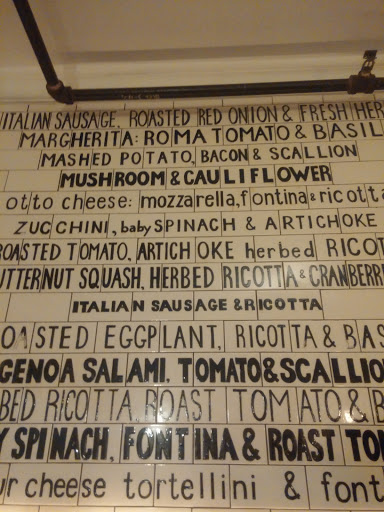 ITALIAN SAUSAGE, ROASTED RED ONION & FRESH HER
MARGHERITA: ROMA TOMATO & BASIL
MASHED POTATO, BACON & SCALLION
MUSHROOM & CAULIFLOWER
otto cheese: mozzarella, fontina & ricotta
ZUCCHINI, baby SPINACH & ARTICHOKE
ROASTED TOMATO, ARTICHOKE herbed RICOT
UTTERNUT SQUASH, HERBED RICOTTA & CRANBERR
ITALIAN SAUSAGE & RICOTTA
OASTED EGGPLANT, RICOTTA & BAS
GENOA SALAMI, TOMATO & SCALLIO
BED RICOTTA ROAST TOMATO & B
Y SPINACH, FONTINA & ROAST TO
ur cheese tortellini & font